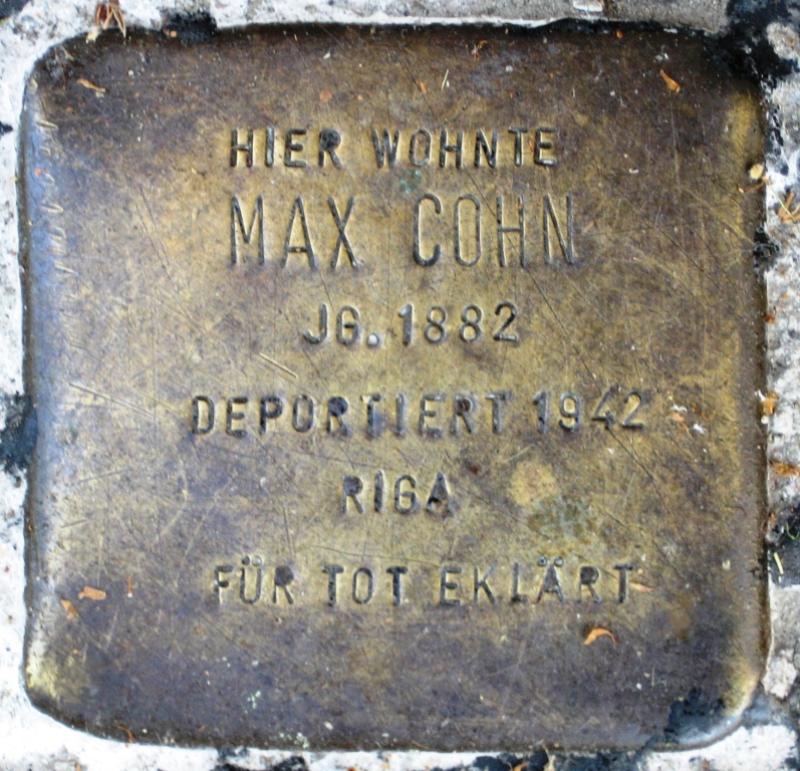 HIER WOHNTE
MAX COHN
JG. 1882
DEPORTIERT 1942
RIGA
FÜR TOT EKLÄRT